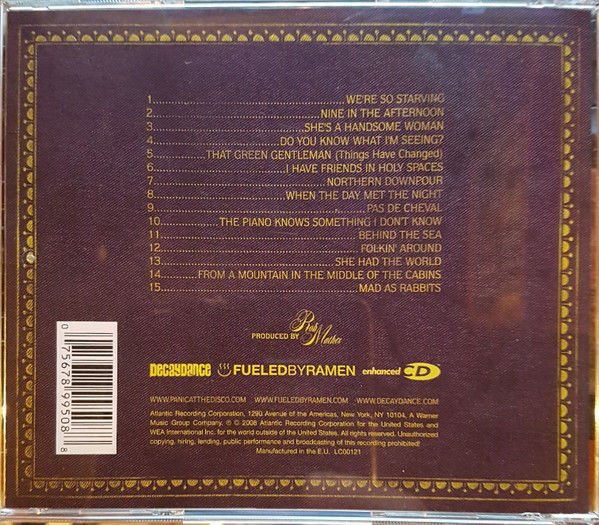 1 WE'RE SO STARVING
2 NINE IN THE AFTERNOON
3 SHE'S A HANDSOME WOMAN
4 DO YOU KNOW WHAT I'M SEEING?
5 THAT GREEN GENTLEMAN (Things Have Changed)
6 I HAVE FRIENDS IN HOLY SPACES
7 NORTHERN DOWNPOUR
8 WHEN THE DAY MET THE NIGHT
9 PAS DE CHEVAL
10 THE PIANO KNOWS SOMETHING I DON'T KNOW
11 BEHIND THE SEA
12 FOLKIN' AROUND
13 SHE HAD THE WORLD
14 FROM A MOUNTAIN IN THE MIDDLE OF THE CABINS
15 MAD AS RABBITS
PRODUCED BY Rob Mathes
DECAYDANCE FUELEDBYRAMEN enhanced CD
WWW.PANICATTHEDISCO.COM WWW.FUELEDBYRAMEN.COM WWW.DECAYDANCE.COM
Atlantic Recording Corporation, 1290 Avenue of the Americas, New York, NY 10104. A Warner
Music Group Company. ℗ © 2008 Atlantic Recording Corporation for the United States and
WEA International Inc. for the world outside of the United States. All rights reserved. Unauthorized
copying, hiring, lending, public performance and broadcasting of this recording prohibited!
Manufactured in the E.U. LC00121
0 75678 99508 8